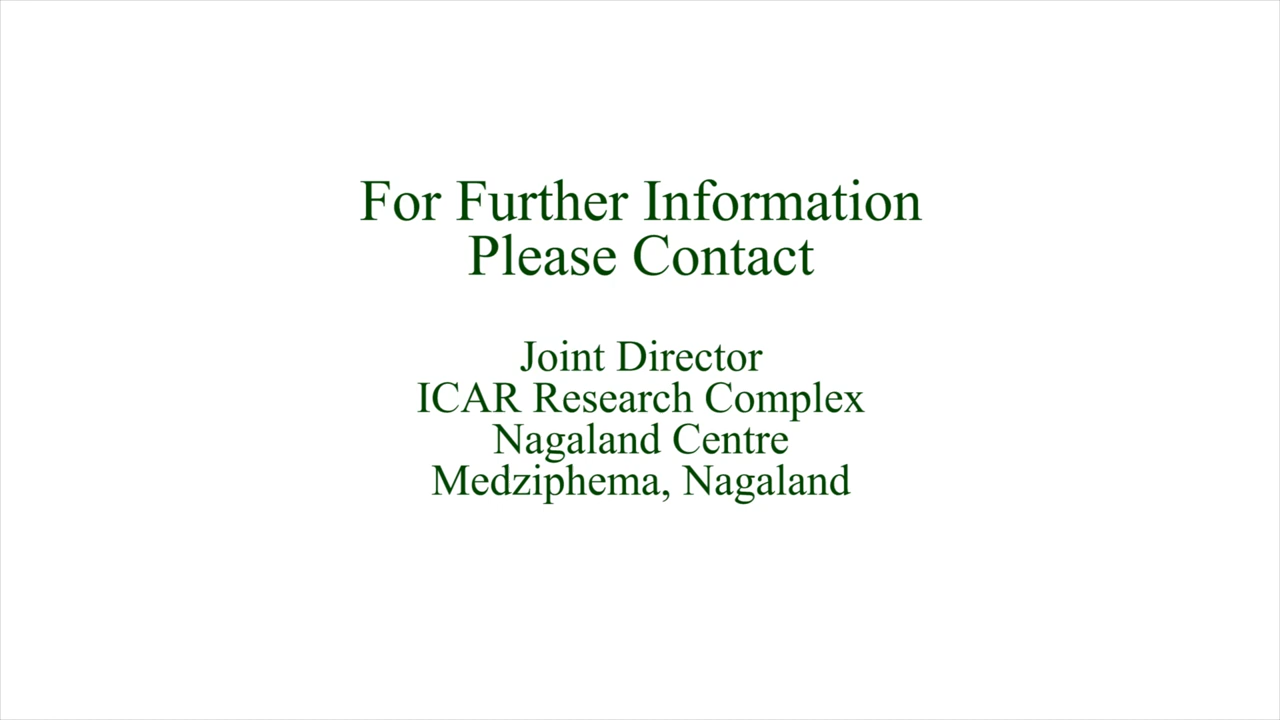 For Further Information
Please Contact
Joint Director
ICAR Research Complex
Nagaland Centre
Medziphema, Nagaland